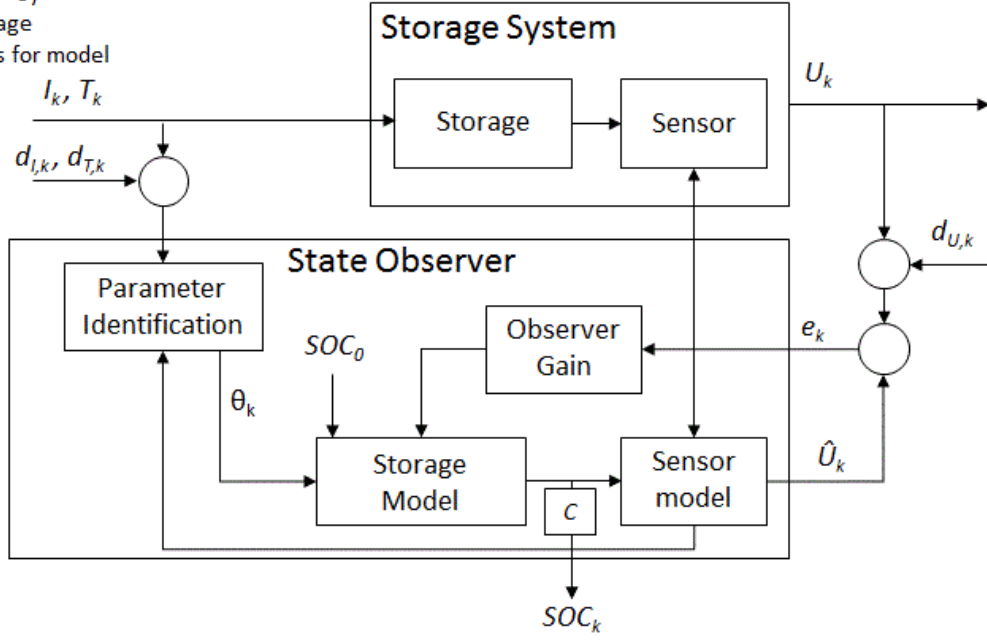 s for model
Storage System
I_k, T_k
U_k
Storage
Sensor
d_I,k, d_T,k
d_U,k
State Observer
Parameter
Identification
Observer
Gain
e_k
SOC_0
θ_k
Storage
Model
Sensor
model
Û_k
C
SOC_k